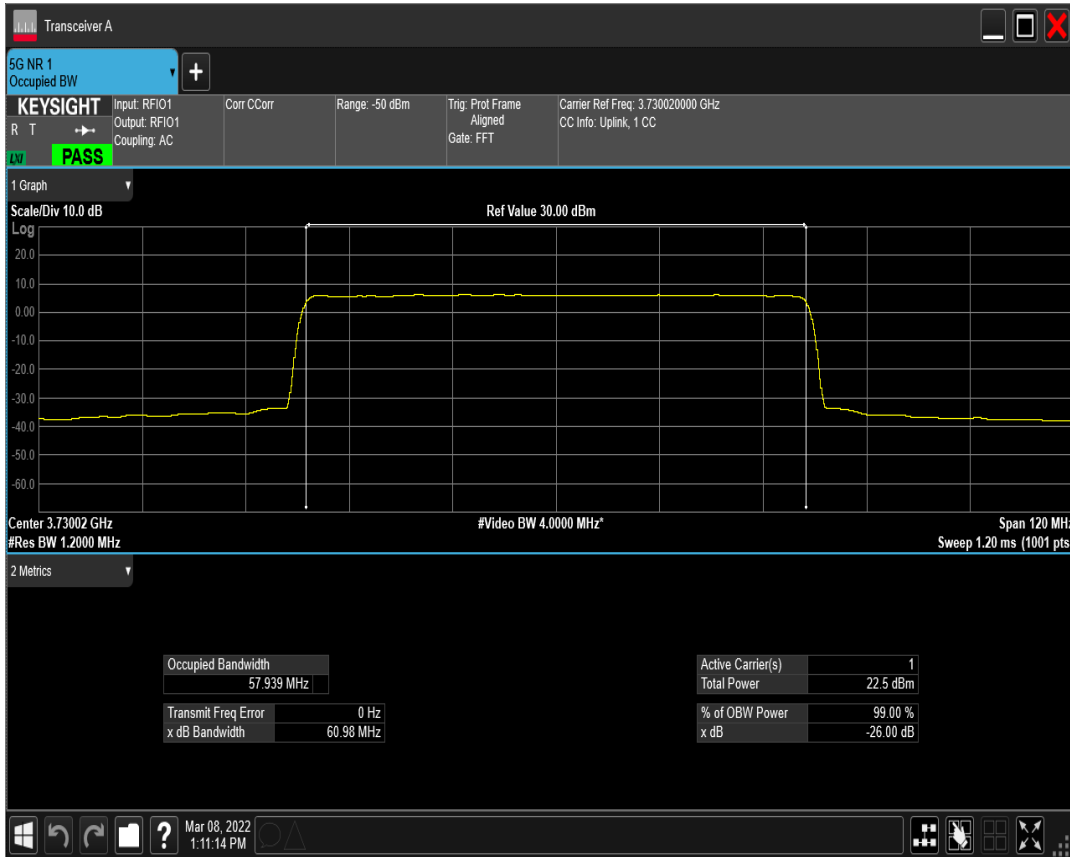 Transceiver A
5G NR 1
Occupied BW
KEYSIGHT
R T
LXI
PASS
Input: RFIO1
Output: RFIO1
Coupling: AC
Corr CCorr
Range: -50 dBm
Trig: Prot Frame
Aligned
Gate: FFT
Carrier Ref Freq: 3.730020000 GHz
CC Info: Uplink, 1 CC
1 Graph
Scale/Div 10.0 dB
Ref Value 30.00 dBm
Log
20.0
10.0
0.00
-10.0
-20.0
-30.0
-40.0
-50.0
-60.0
Center 3.73002 GHz
#Video BW 4.0000 MHz*
Span 120 MHz
#Res BW 1.2000 MHz
Sweep 1.20 ms (1001 pts
2 Metrics
Occupied Bandwidth
57.939 MHz
Transmit Freq Error 0 Hz
x dB Bandwidth 60.98 MHz
Active Carrier(s) 1
Total Power 22.5 dBm
% of OBW Power 99.00 %
x dB -26.00 dB
?
Mar 08, 2022
1:11:14 PM